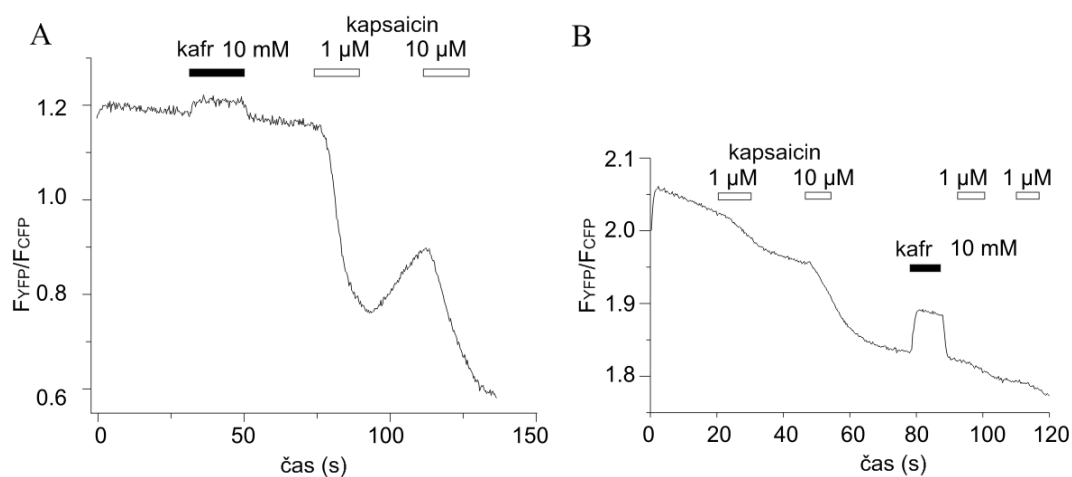 A
kapsaicin
kafr 10 mM
1 µM
10 µM
1.2
1.0
0.8
0.6
FYFP/FCFP
0
50
100
150
čas (s)
B
kapsaicin
1 µM
10 µM
1 µM
1 µM
kafr 10 mM
2.1
2.0
1.9
1.8
FYFP/FCFP
0
20
40
60
80
100
120
čas (s)